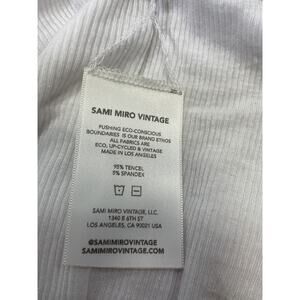 SAMI MIRO VINTAGE
PUSHING ECO-CONSCIOUS
BOUNDARIES IS OUR BRAND ETHOS
ALL FABRICS ARE
ECO, UP-CYCLED & VINTAGE
MADE IN LOS ANGELES
95% TENCEL
5% SPANDEX
SAMI MIRO VINTAGE, LLC.
1340 E 6TH ST
LOS ANGELES, CA 90021 USA
@SAMIMIROVINTAGE
SAMIMIROVINTAGE.COM